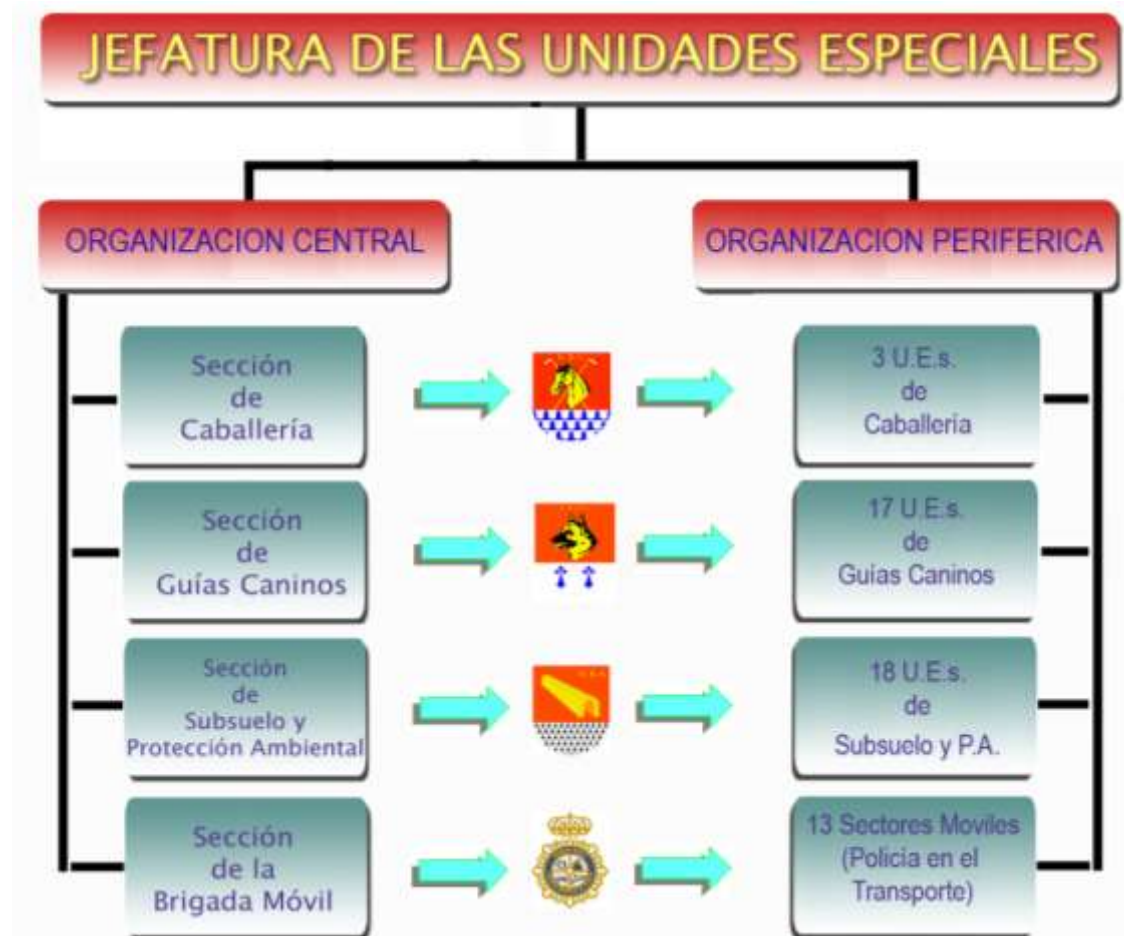 JEFATURA DE LAS UNIDADES ESPECIALES
ORGANIZACION CENTRAL
ORGANIZACION PERIFERICA
Sección
de
Caballería
3 U.E.s.
de
Caballeria
Sección
de
Guías Caninos
17 U.E.s.
de
Guías Caninos
Sección
de
Subsuelo y
Protección Ambiental
18 U.E.s.
de
Subsuelo y P.A.
Sección
de la
Brigada Móvil
13 Sectores Moviles
(Policia en el
Transporte)